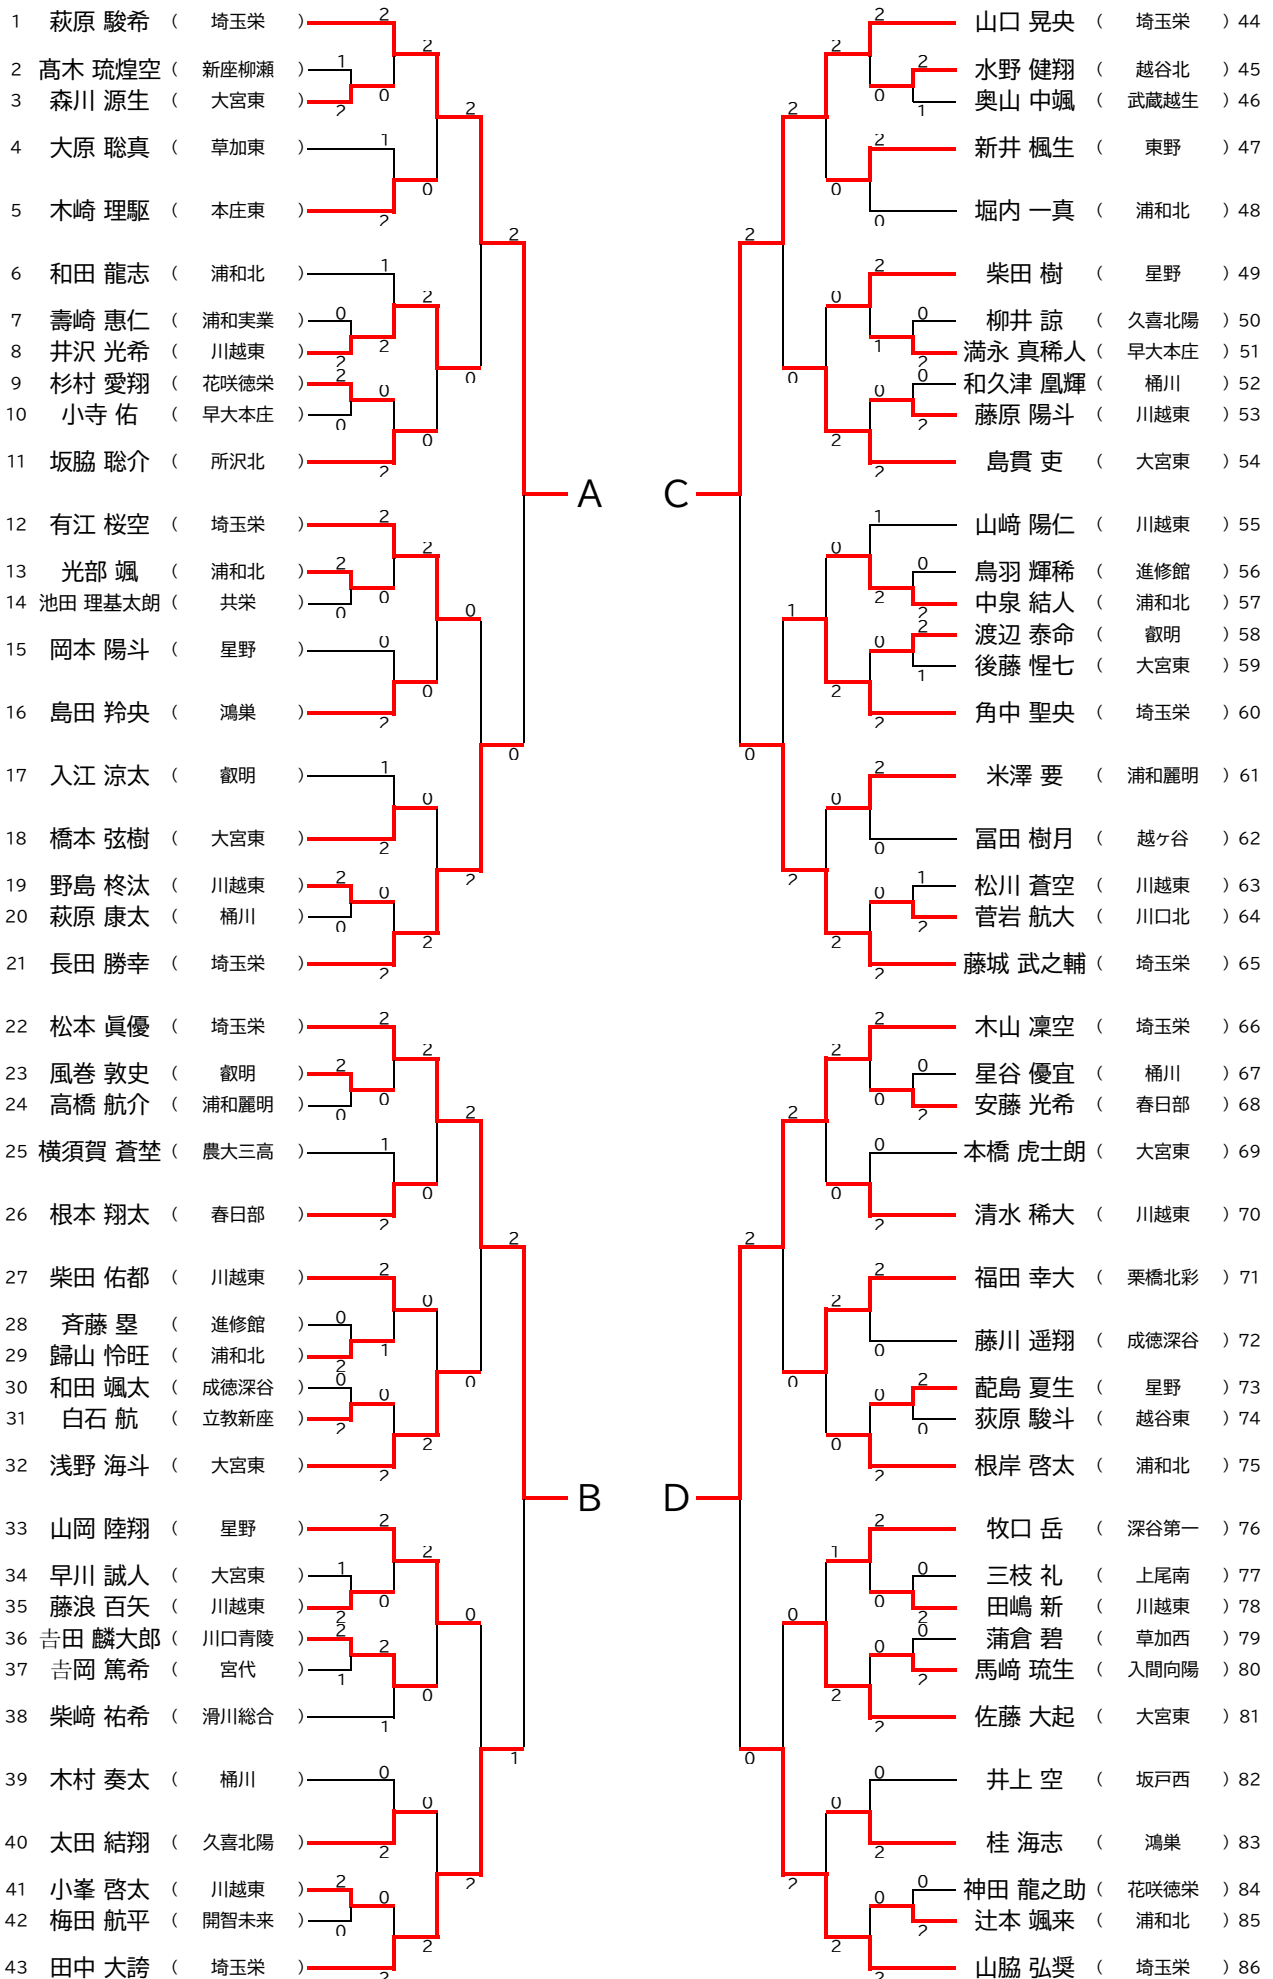 1 萩原 駿希 ( 埼玉栄 )
2 髙木 琉煌空 ( 新座柳瀬 )
3 森川 源生 ( 大宮東 )
4 大原 聡真 ( 草加東 )
5 木崎 理駆 ( 本庄東 )
6 和田 龍志 ( 浦和北 )
7 壽崎 惠仁 ( 浦和実業 )
8 井沢 光希 ( 川越東 )
9 杉村 愛翔 ( 花咲徳栄 )
10 小寺 佑 ( 早大本庄 )
11 坂脇 聡介 ( 所沢北 )
12 有江 桜空 ( 埼玉栄 )
13 光部 颯 ( 浦和北 )
14 池田 理基太朗 ( 共栄 )
15 岡本 陽斗 ( 星野 )
16 島田 羚央 ( 鴻巣 )
17 入江 涼太 ( 叡明 )
18 橋本 弦樹 ( 大宮東 )
19 野島 柊汰 ( 川越東 )
20 萩原 康太 ( 桶川 )
21 長田 勝幸 ( 埼玉栄 )
22 松本 眞優 ( 埼玉栄 )
23 風巻 敦史 ( 叡明 )
24 高橋 航介 ( 浦和麗明 )
25 横須賀 蒼埜 ( 農大三高 )
26 根本 翔太 ( 春日部 )
27 柴田 佑都 ( 川越東 )
28 斉藤 塁 ( 進修館 )
29 歸山 怜旺 ( 浦和北 )
30 和田 颯太 ( 成徳深谷 )
31 白石 航 ( 立教新座 )
32 浅野 海斗 ( 大宮東 )
33 山岡 陸翔 ( 星野 )
34 早川 誠人 ( 大宮東 )
35 藤浪 百矢 ( 川越東 )
36 𠮷田 麟大郎 ( 川口青陵 )
37 𠮷岡 篤希 ( 宮代 )
38 柴﨑 祐希 ( 滑川総合 )
39 木村 奏太 ( 桶川 )
40 太田 結翔 ( 久喜北陽 )
41 小峯 啓太 ( 川越東 )
42 梅田 航平 ( 開智未来 )
43 田中 大誇 ( 埼玉栄 )
A
B
C
D
山口 晃央 ( 埼玉栄 ) 44
水野 健翔 ( 越谷北 ) 45
奥山 中颯 ( 武蔵越生 ) 46
新井 楓生 ( 東野 ) 47
堀内 一真 ( 浦和北 ) 48
柴田 樹 ( 星野 ) 49
柳井 諒 ( 久喜北陽 ) 50
満永 真稀人 ( 早大本庄 ) 51
和久津 凰輝 ( 桶川 ) 52
藤原 陽斗 ( 川越東 ) 53
島貫 吏 ( 大宮東 ) 54
山﨑 陽仁 ( 川越東 ) 55
鳥羽 輝稀 ( 進修館 ) 56
中泉 結人 ( 浦和北 ) 57
渡辺 泰命 ( 叡明 ) 58
後藤 惺七 ( 大宮東 ) 59
角中 聖央 ( 埼玉栄 ) 60
米澤 要 ( 浦和麗明 ) 61
冨田 樹月 ( 越ヶ谷 ) 62
松川 蒼空 ( 川越東 ) 63
菅岩 航大 ( 川口北 ) 64
藤城 武之輔 ( 埼玉栄 ) 65
木山 凜空 ( 埼玉栄 ) 66
星谷 優宜 ( 桶川 ) 67
安藤 光希 ( 春日部 ) 68
本橋 虎士朗 ( 大宮東 ) 69
清水 稀大 ( 川越東 ) 70
福田 幸大 ( 栗橋北彩 ) 71
藤川 遥翔 ( 成徳深谷 ) 72
蓜島 夏生 ( 星野 ) 73
荻原 駿斗 ( 越谷東 ) 74
根岸 啓太 ( 浦和北 ) 75
牧口 岳 ( 深谷第一 ) 76
三枝 礼 ( 上尾南 ) 77
田嶋 新 ( 川越東 ) 78
蒲倉 碧 ( 草加西 ) 79
馬﨑 琉生 ( 入間向陽 ) 80
佐藤 大起 ( 大宮東 ) 81
井上 空 ( 坂戸西 ) 82
桂 海志 ( 鴻巣 ) 83
神田 龍之助 ( 花咲徳栄 ) 84
辻本 颯来 ( 浦和北 ) 85
山脇 弘奨 ( 埼玉栄 ) 86